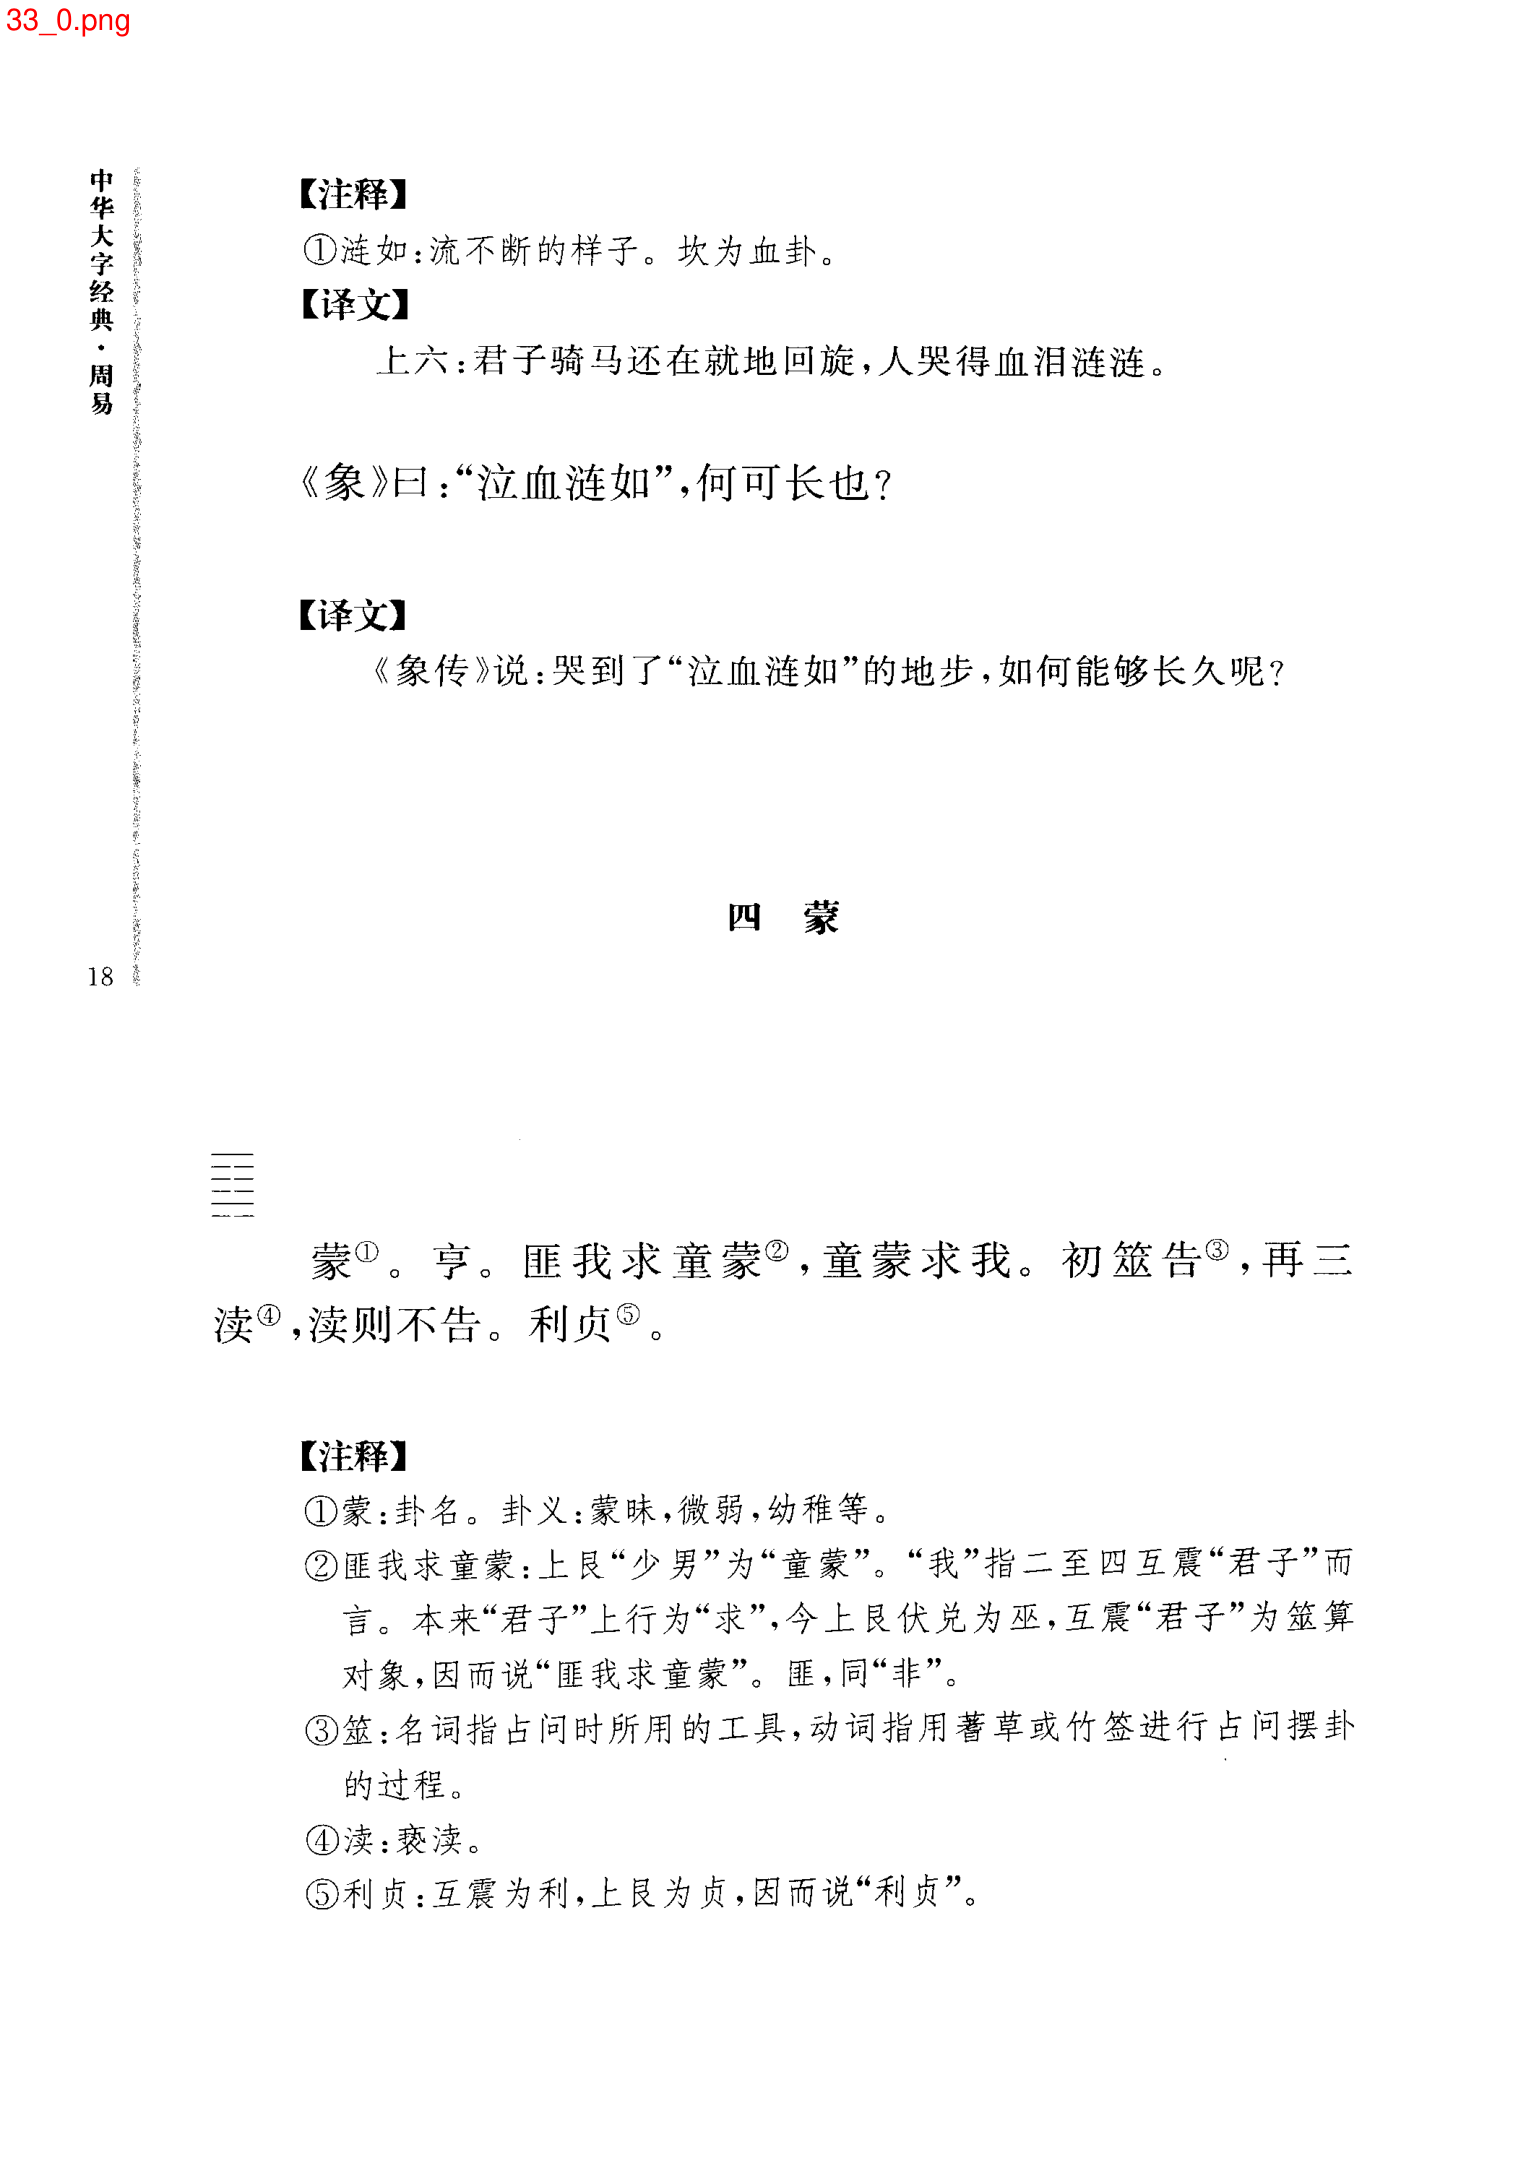 33_0.png
中华大字经典·周易
18
【注释】
①涟如:流不断的样子。坎为血卦。
【译文】
上六:君子骑马还在就地回旋,人哭得血泪涟涟。
《象》曰:“泣血涟如”,何可长也?
【译文】
《象传》说:哭到了“泣血涟如”的地步,如何能够长久呢?
四 蒙
蒙①。亨。匪我求童蒙②,童蒙求我。初筮告③,再三
渎④,渎则不告。利贞⑤。
【注释】
①蒙:卦名。卦义:蒙昧,微弱,幼稚等。
②匪我求童蒙:上艮“少男”为“童蒙”。“我”指二至四互震“君子”而
言。本来“君子”上行为“求”,今上艮伏兑为巫,互震“君子”为筮算
对象,因而说“匪我求童蒙”。匪,同“非”。
③筮:名词指占问时所用的工具,动词指用蓍草或竹签进行占问摆卦
的过程。
④渎:亵渎。
⑤利贞:互震为利,上艮为贞,因而说“利贞”。